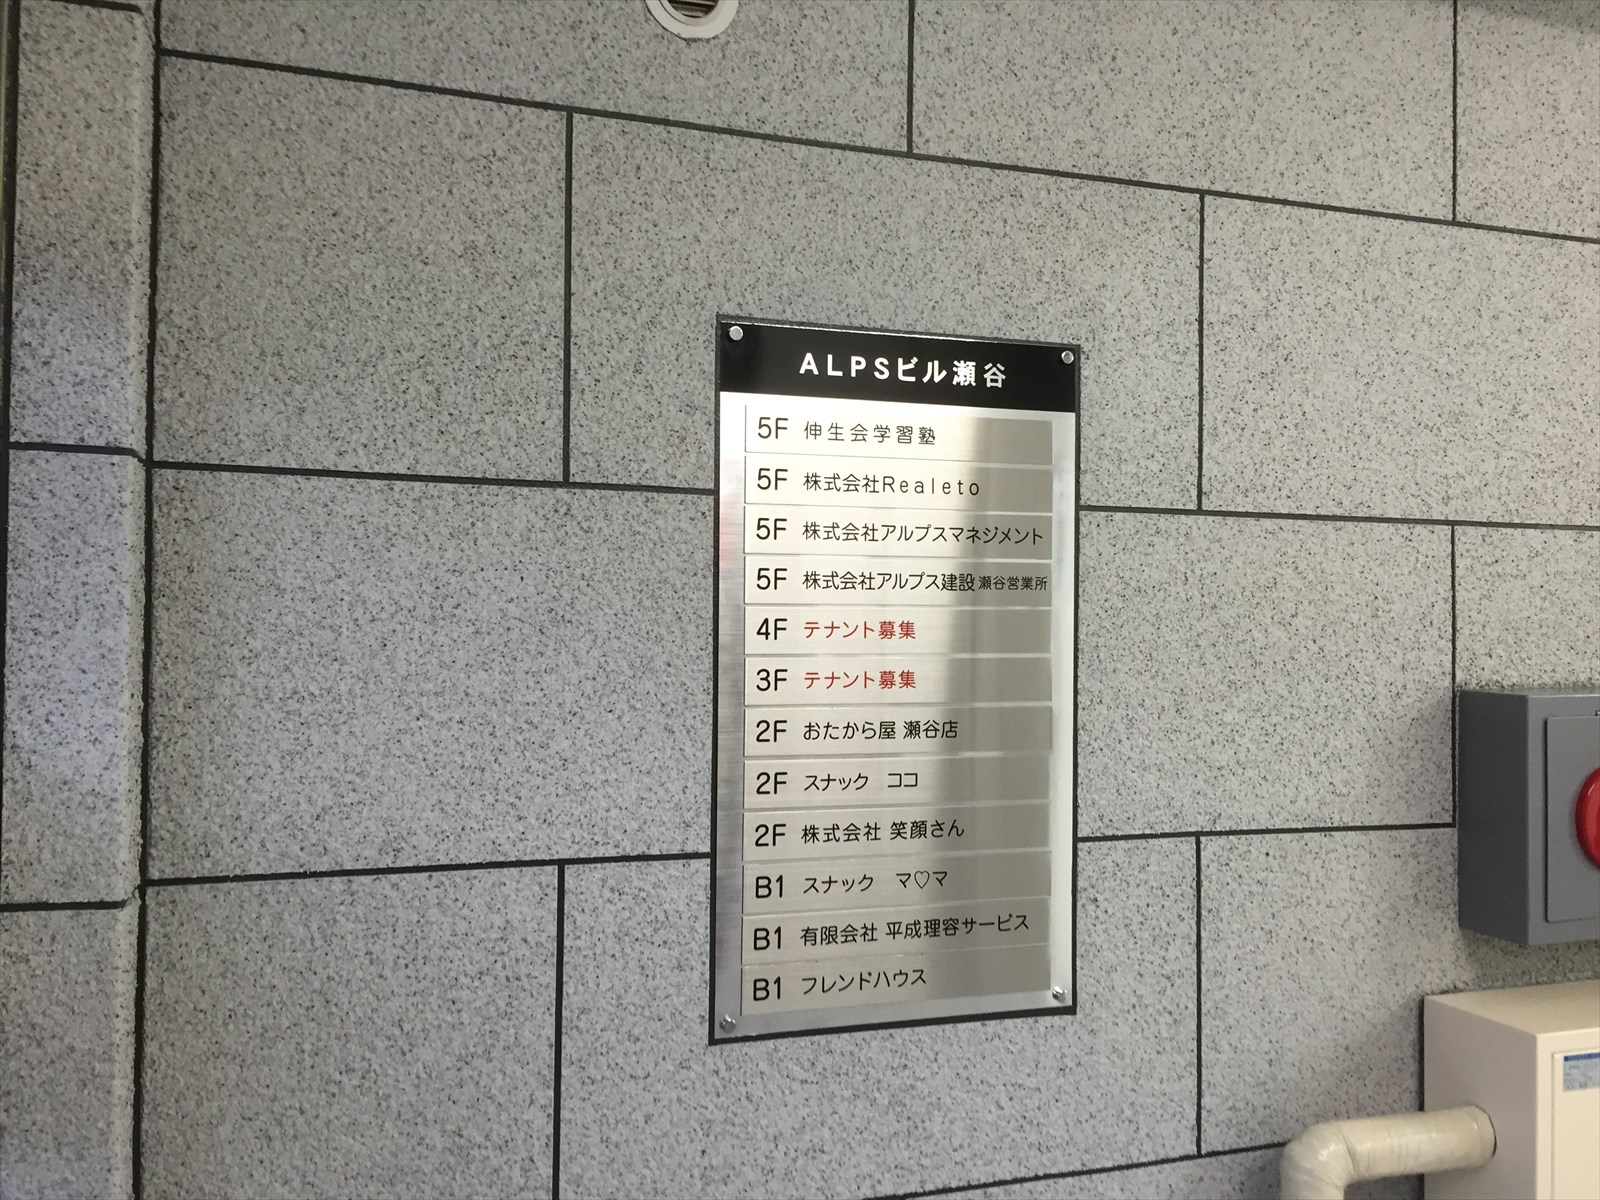 ALPSビル瀬谷
5F 伸生会学習塾
5F 株式会社Realeto
5F 株式会社アルプスマネジメント
5F 株式会社アルプス建設 瀬谷営業所
4F テナント募集
3F テナント募集
2F おたから屋 瀬谷店
2F スナック ココ
2F 株式会社 笑顔さん
B1 スナック マ♡マ
B1 有限会社 平成理容サービス
B1 フレンドハウス